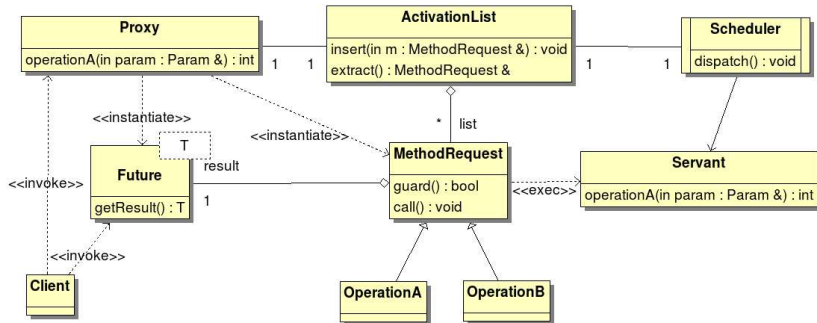 Proxy
operationA(in param : Param &) : int
ActivationList
insert(in m : MethodRequest &) : void
extract() : MethodRequest &
Scheduler
dispatch() : void
1
1
1
1
<<instantiate>>
<<instantiate>>
*
list
T
result
Future
getResult() : T
1
MethodRequest
guard() : bool
call() : void
<<exec>>
Servant
operationA(in param : Param &) : int
<<invoke>>
<<invoke>>
Client
OperationA
OperationB